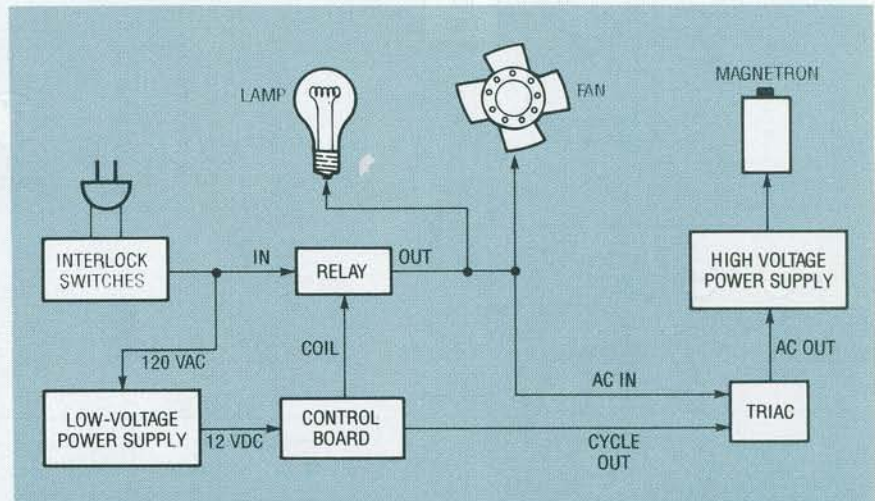 LAMP
FAN
MAGNETRON
INTERLOCK
SWITCHES
IN
RELAY
OUT
HIGH VOLTAGE
POWER SUPPLY
120 VAC
COIL
AC IN
AC OUT
LOW-VOLTAGE
POWER SUPPLY
12 VDC
CONTROL
BOARD
CYCLE
OUT
TRIAC